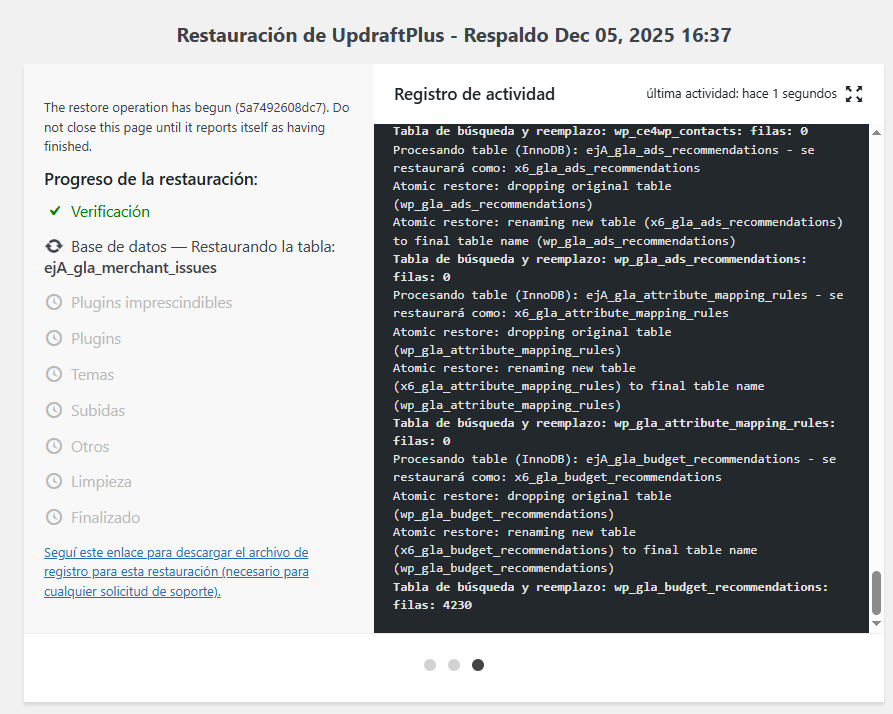 Restauración de UpdraftPlus - Respaldo Dec 05, 2025 16:37
The restore operation has begun (5a7492608dc7). Do
not close this page until it reports itself as having
finished.
Progreso de la restauración:
Verificación
Base de datos — Restaurando la tabla:
ejA_gla_merchant_issues
Plugins imprescindibles
Plugins
Temas
Subidas
Otros
Limpieza
Finalizado
Seguí este enlace para descargar el archivo de
registro para esta restauración (necesario para
cualquier solicitud de soporte).
Registro de actividad
última actividad: hace 1 segundos
Tabla de búsqueda y reemplazo: wp_ce4wp_contacts: filas: 0
Procesando table (InnoDB): ejA_gla_ads_recommendations - se
restaurará como: x6_gla_ads_recommendations
Atomic restore: dropping original table
(wp_gla_ads_recommendations)
Atomic restore: renaming new table (x6_gla_ads_recommendations)
to final table name (wp_gla_ads_recommendations)
Tabla de búsqueda y reemplazo: wp_gla_ads_recommendations:
filas: 0
Procesando table (InnoDB): ejA_gla_attribute_mapping_rules - se
restaurará como: x6_gla_attribute_mapping_rules
Atomic restore: dropping original table
(wp_gla_attribute_mapping_rules)
Atomic restore: renaming new table
(x6_gla_attribute_mapping_rules) to final table name
(wp_gla_attribute_mapping_rules)
Tabla de búsqueda y reemplazo: wp_gla_attribute_mapping_rules:
filas: 0
Procesando table (InnoDB): ejA_gla_budget_recommendations - se
restaurará como: x6_gla_budget_recommendations
Atomic restore: dropping original table
(wp_gla_budget_recommendations)
Atomic restore: renaming new table
(x6_gla_budget_recommendations) to final table name
(wp_gla_budget_recommendations)
Tabla de búsqueda y reemplazo: wp_gla_budget_recommendations:
filas: 4230